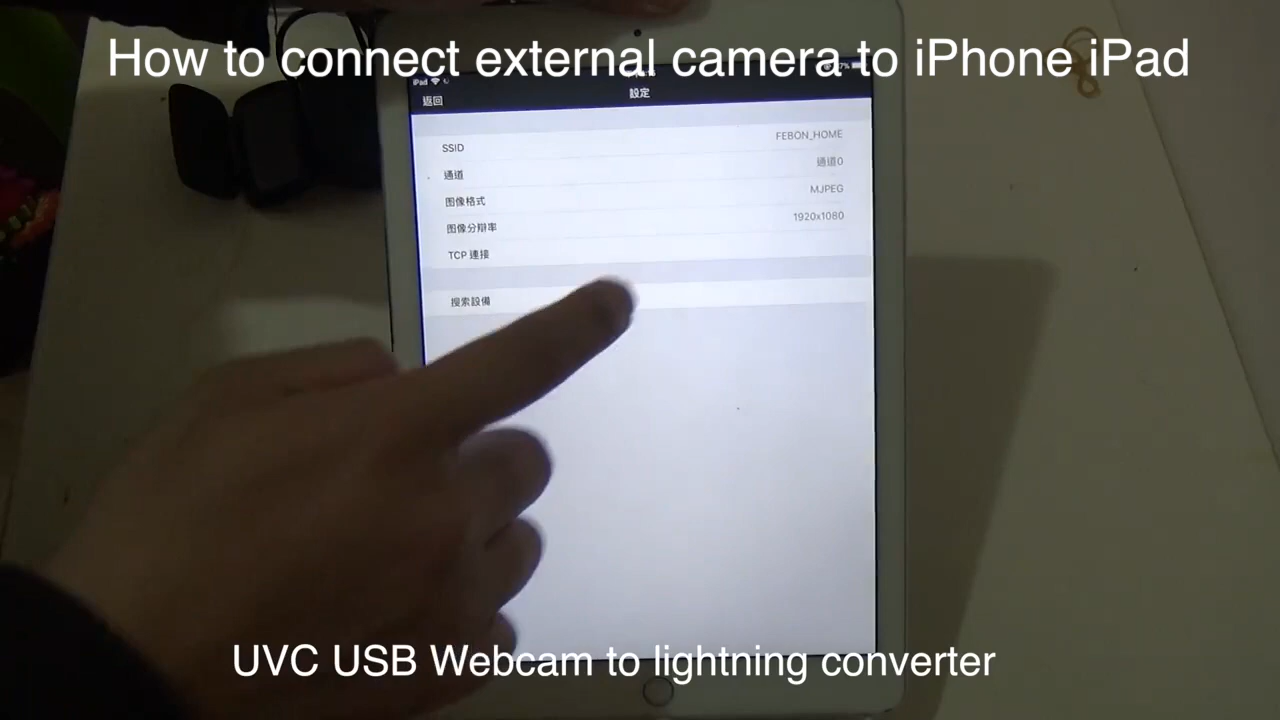 How to connect external camera to iPhone iPad
iPad
返回
設定
SSID
FEBON_HOME
通道
通道0
图像格式
MJPEG
图像分辯率
1920x1080
TCP 連接
搜索設備
UVC USB Webcam to lightning converter